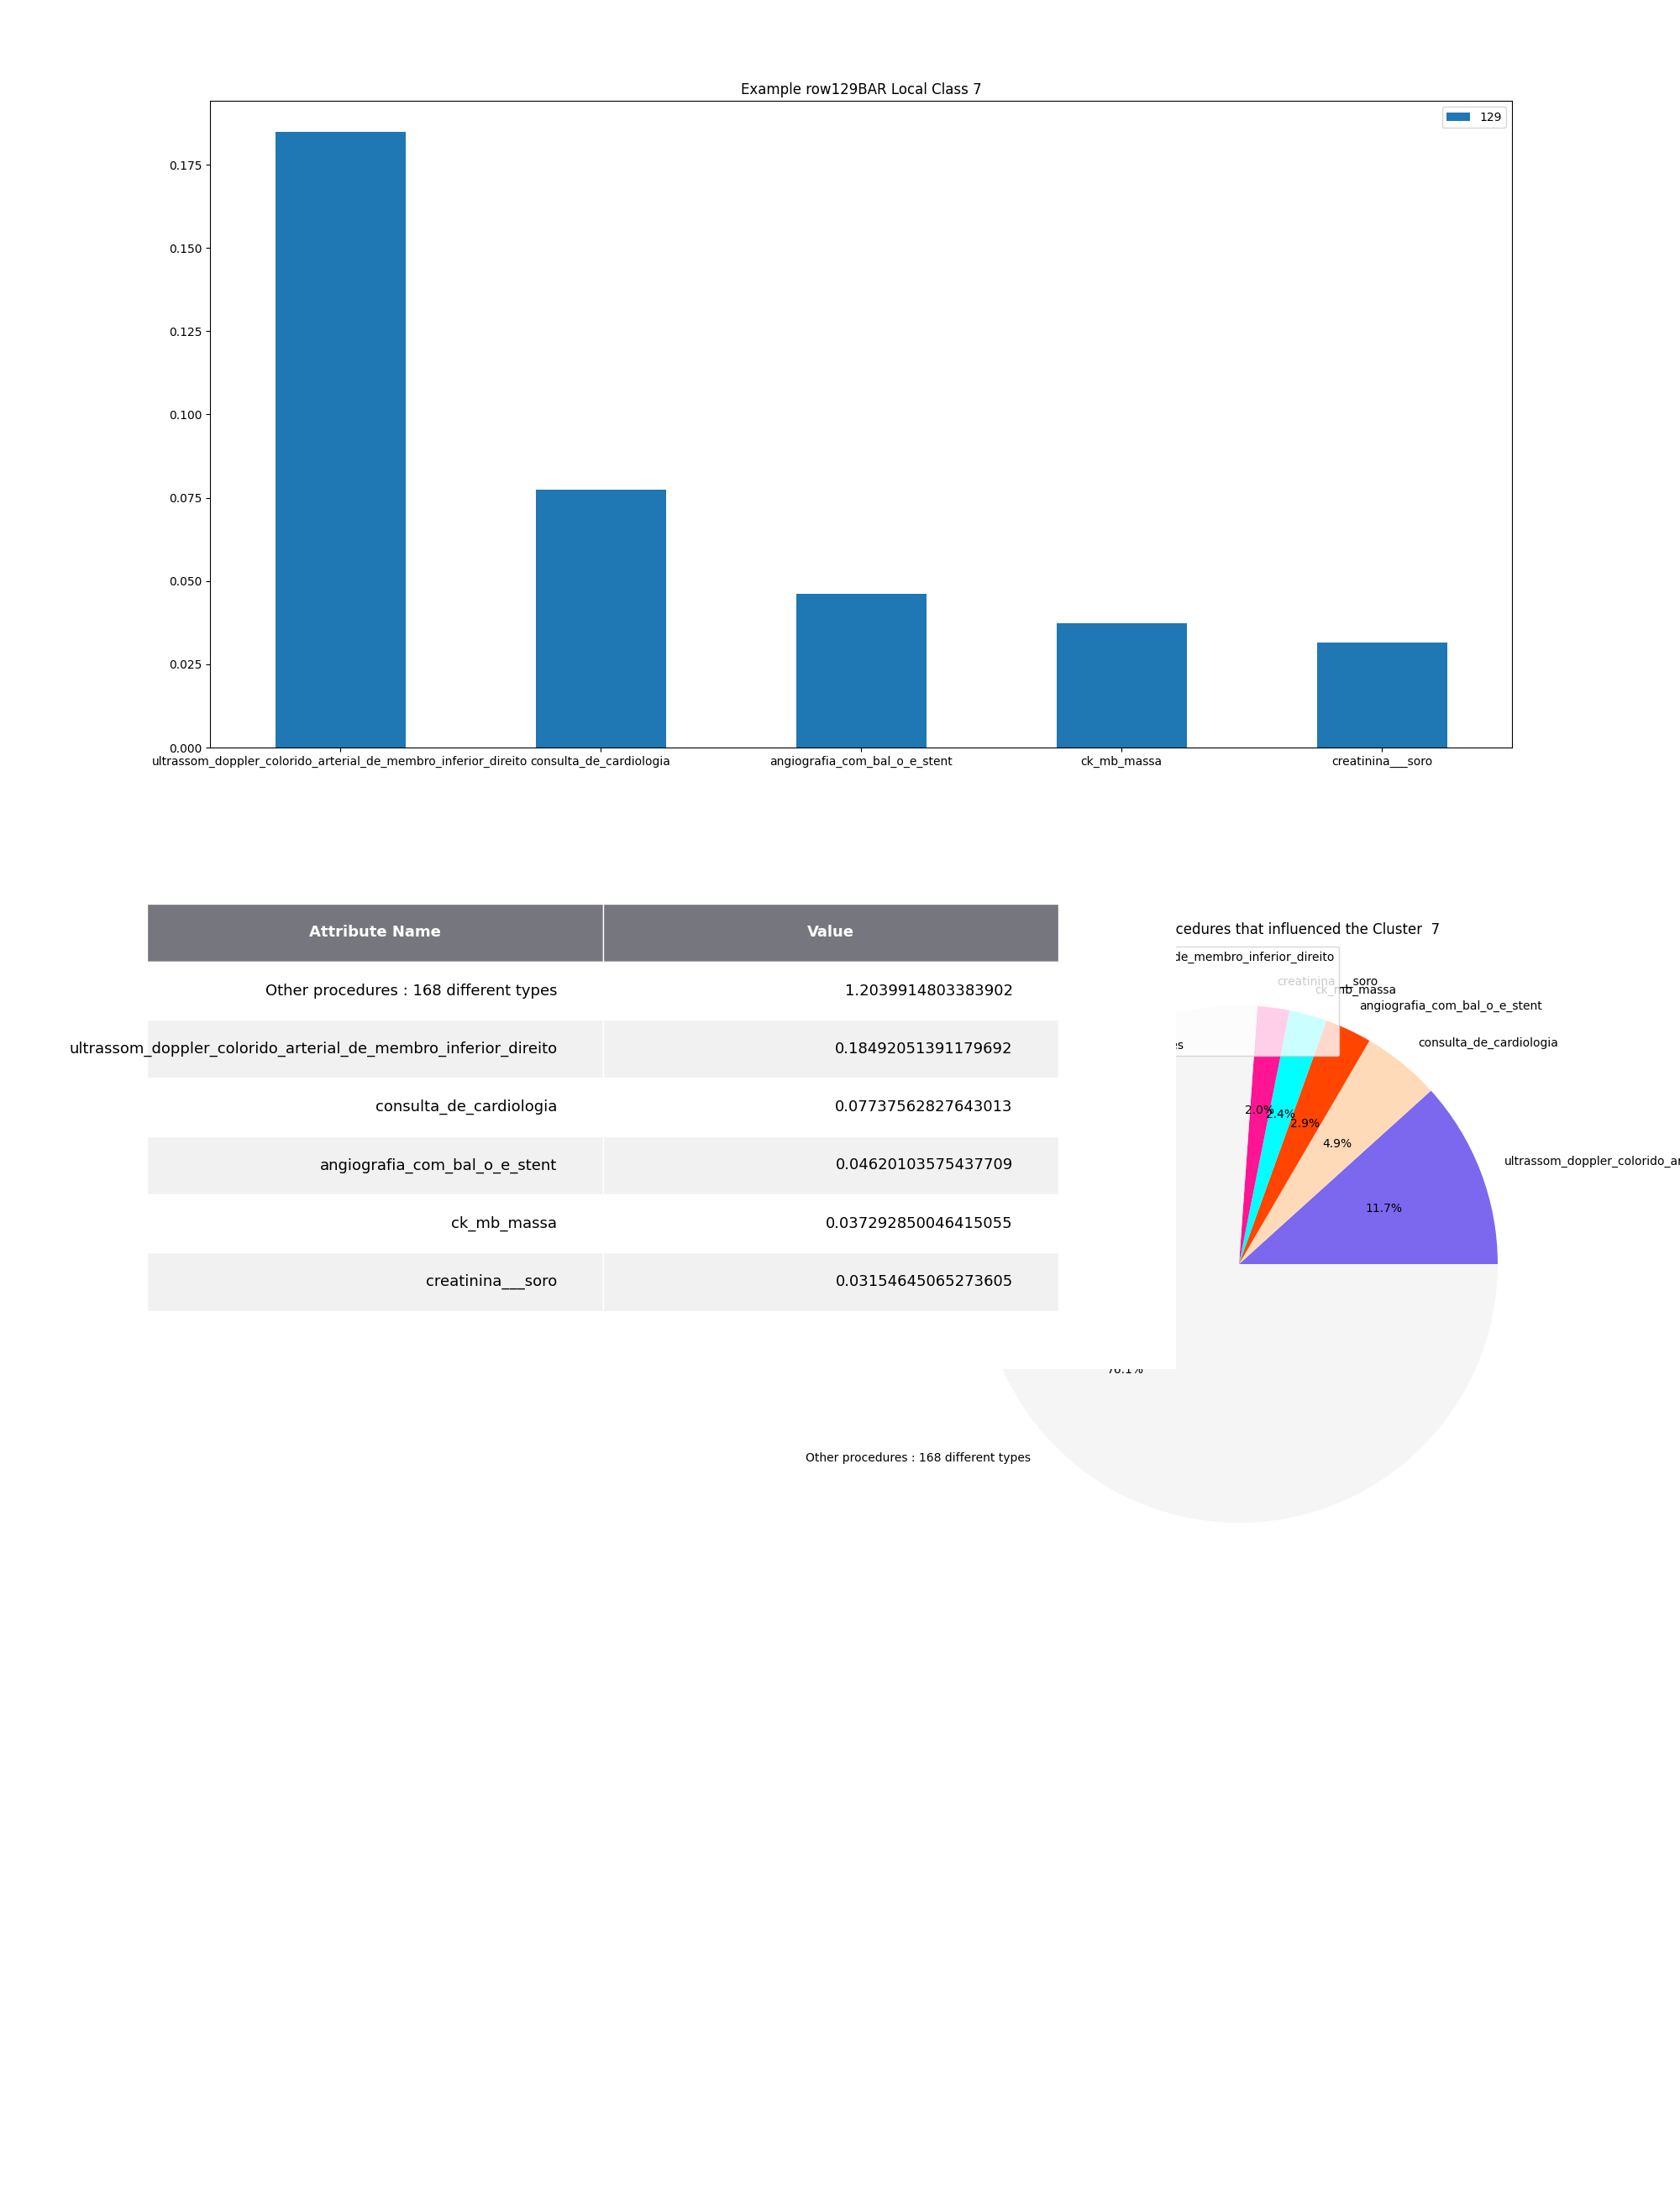 Example row129BAR Local Class 7
129
0.175
0.150
0.125
0.100
0.075
0.050
0.025
0.000
ultrassom_doppler_colorido_arterial_de_membro_inferior_direito consulta_de_cardiologia angiografia_com_bal_o_e_stent ck_mb_massa creatinina___soro
Attribute Name Value
Other procedures : 168 different types 1.2039914803383902
ultrassom_doppler_colorido_arterial_de_membro_inferior_direito 0.18492051391179692
consulta_de_cardiologia 0.07737562827643013
angiografia_com_bal_o_e_stent 0.04620103575437709
ck_mb_massa 0.037292850046415055
creatinina___soro 0.03154645065273605
cedures that influenced the Cluster 7
de_membro_inferior_direito
creatinina___soro
ck_mb_massa
angiografia_com_bal_o_e_stent
consulta_de_cardiologia
es
2.0%
2.4%
2.9%
4.9%
ultrassom_doppler_colorido_ar
11.7%
76.1%
Other procedures : 168 different types